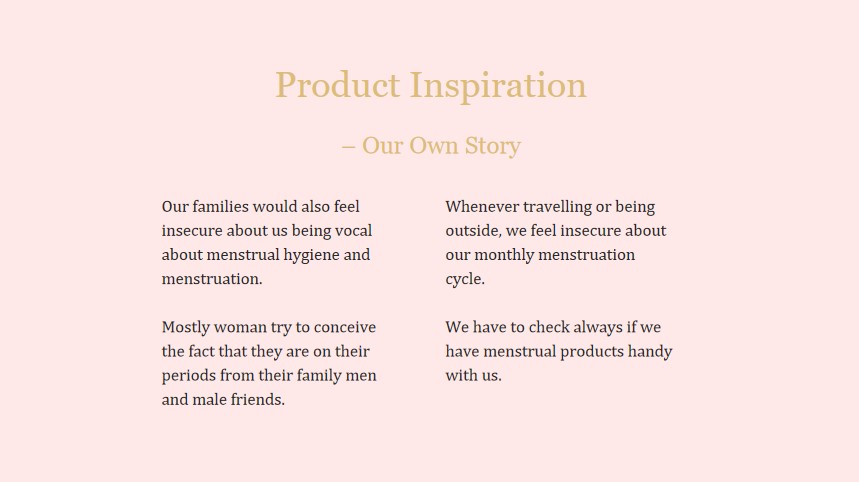 Product Inspiration
– Our Own Story
Our families would also feel
insecure about us being vocal
about menstrual hygiene and
menstruation.
Mostly woman try to conceive
the fact that they are on their
periods from their family men
and male friends.
Whenever travelling or being
outside, we feel insecure about
our monthly menstruation
cycle.
We have to check always if we
have menstrual products handy
with us.